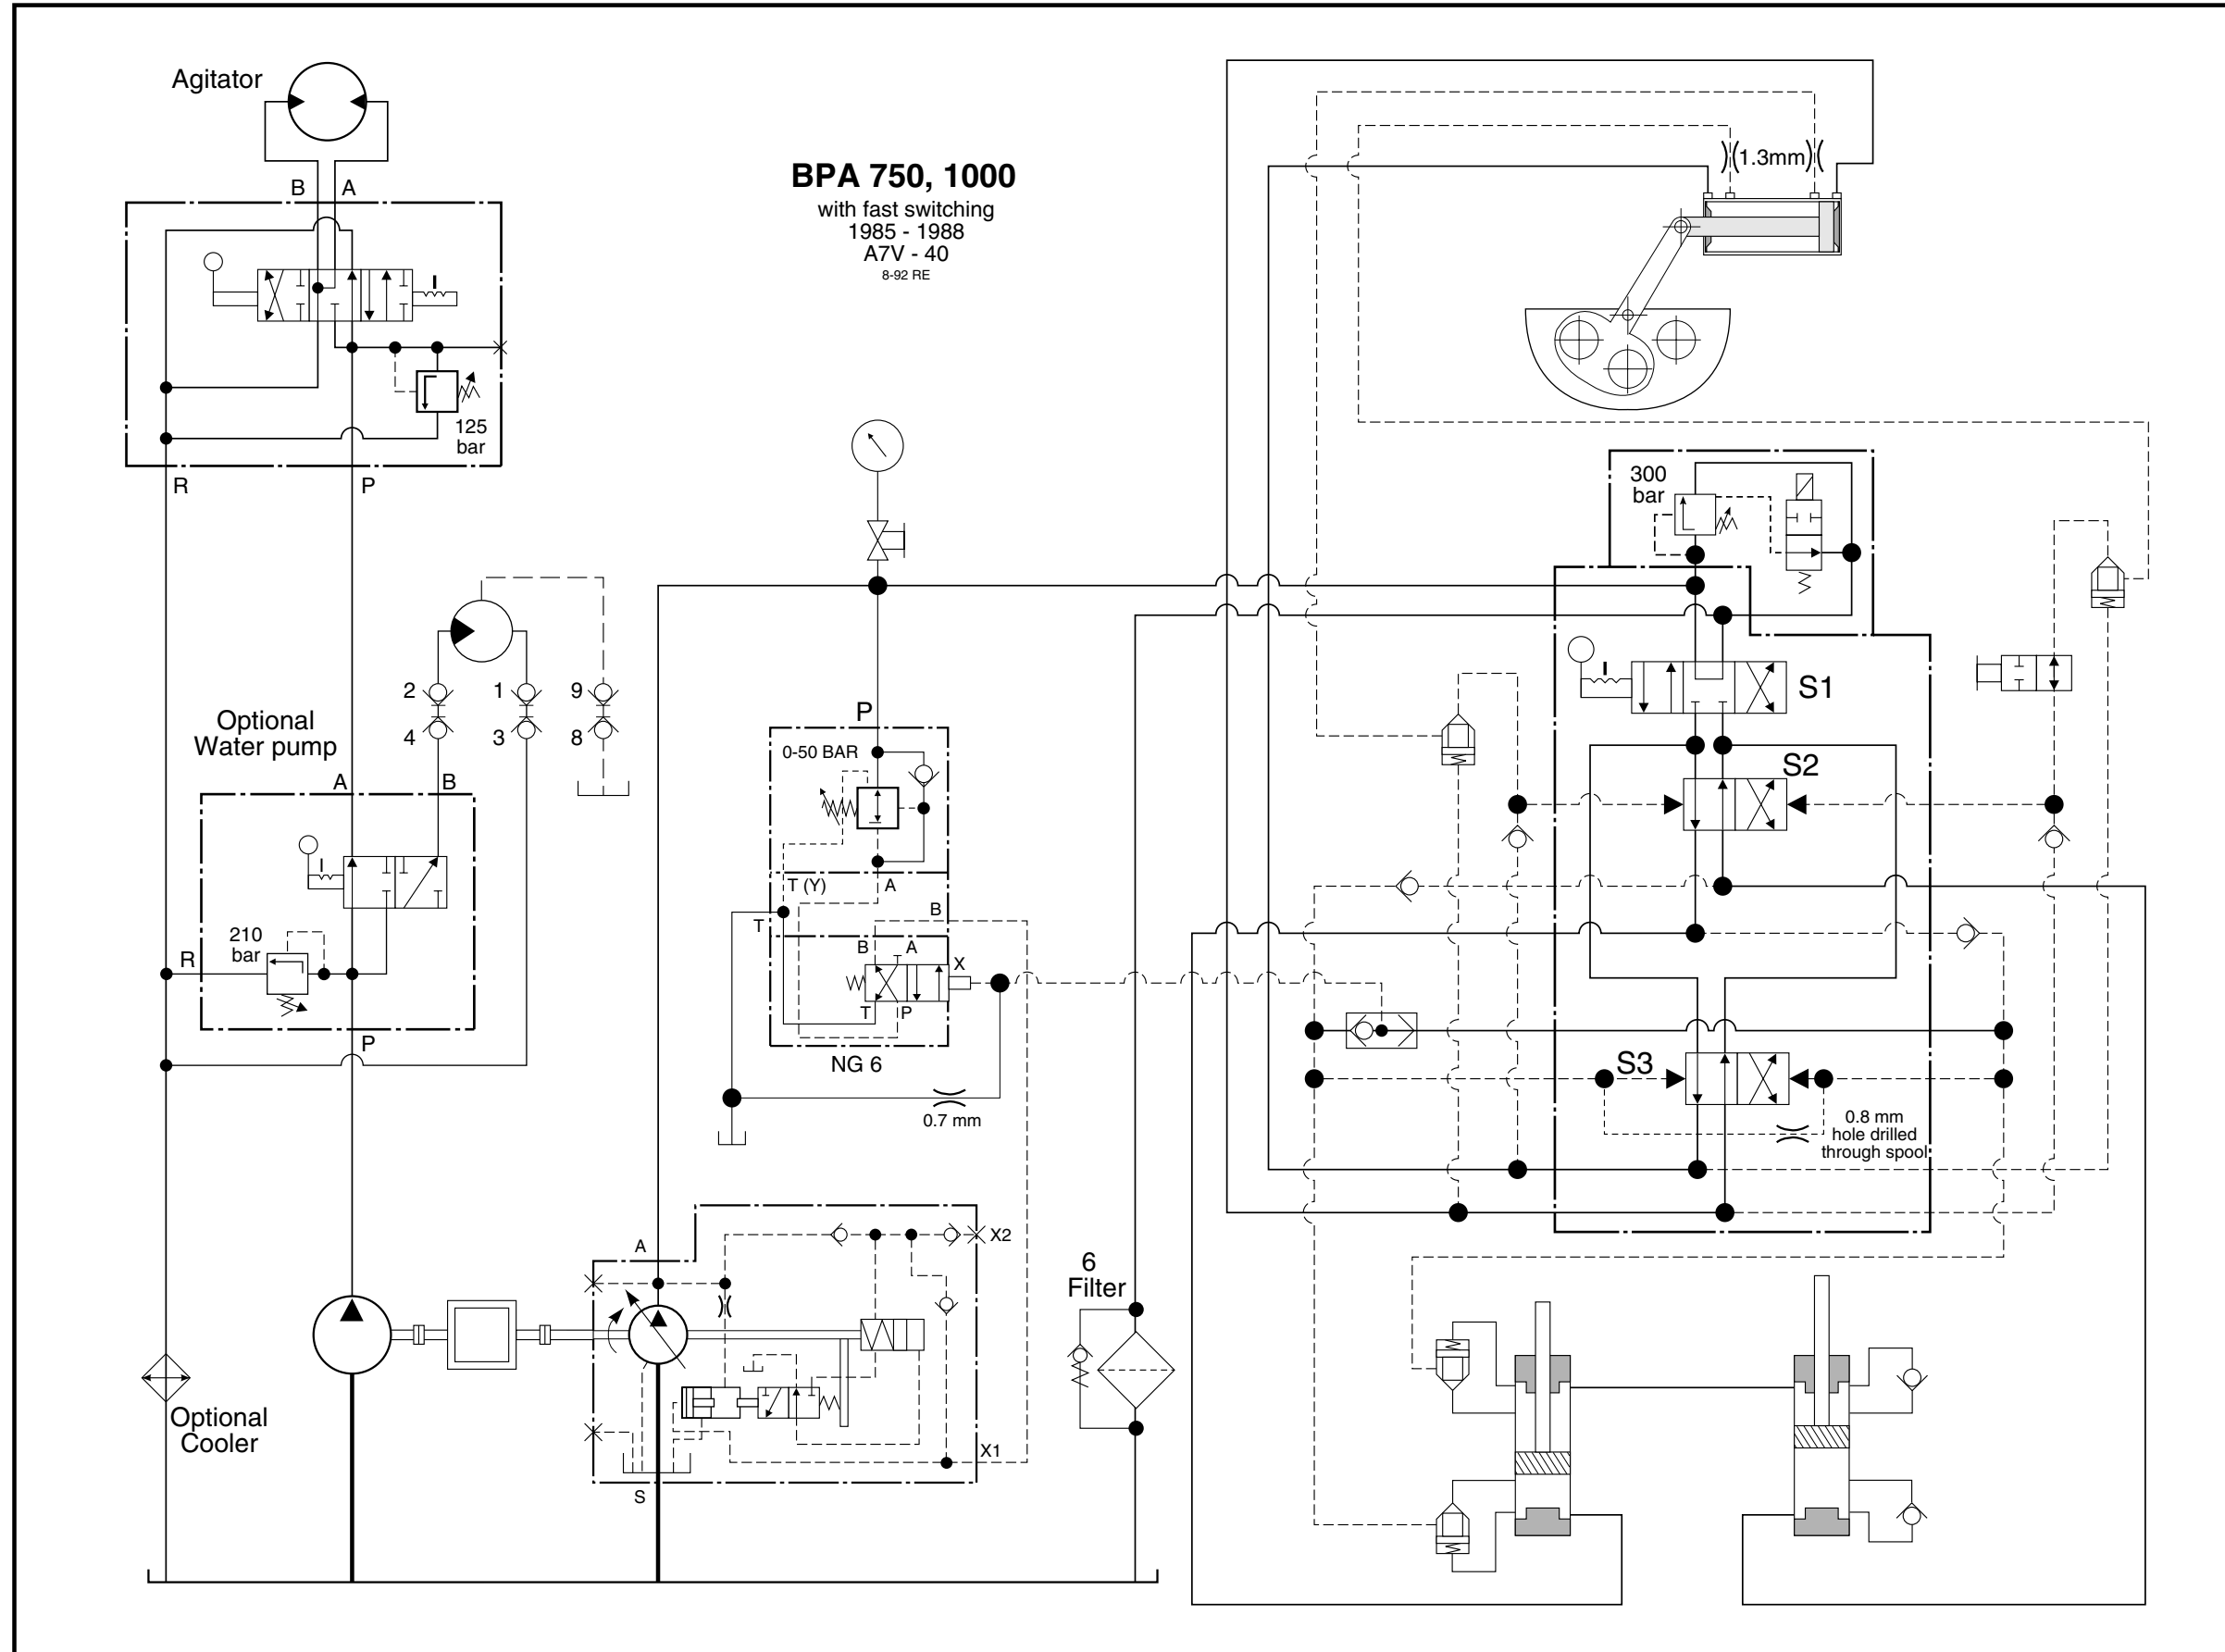 Agitator
B A
BPA 750, 1000
with fast switching
1985 - 1988
A7V - 40
8-92 RE
1.3mm
125
bar
R P
300
bar
S1
2 1 9
4 3 8
Optional
Water pump
A B
P
0-50 BAR
S2
T (Y) A
B
T
210
bar
R
B A
X
T P
NG 6
P
S3
0.7 mm
0.8 mm
hole drilled
through spool
A
X2
6
Filter
Optional
Cooler
X1
S